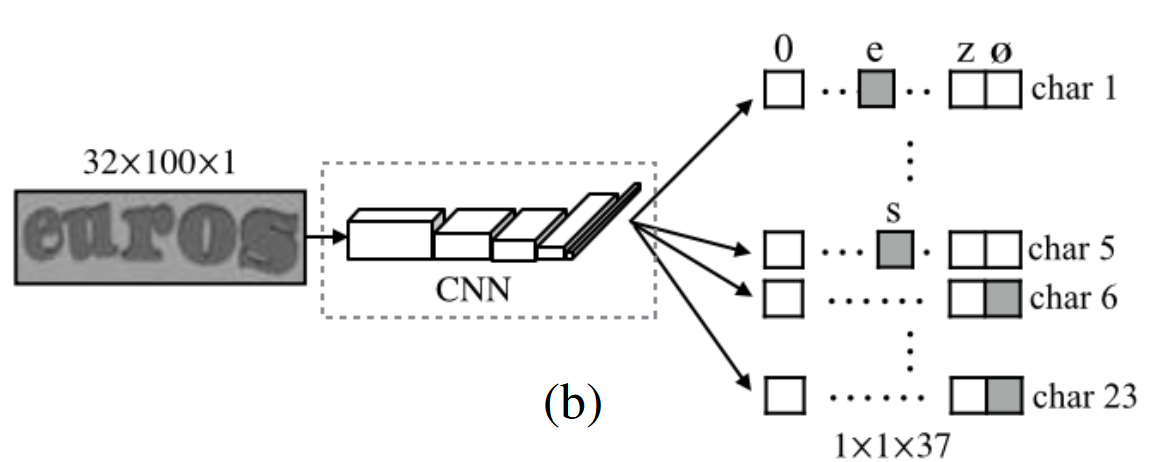 0 e z ø
char 1
32×100×1
euros
s
char 5
CNN
char 6
(b)
char 23
1×1×37